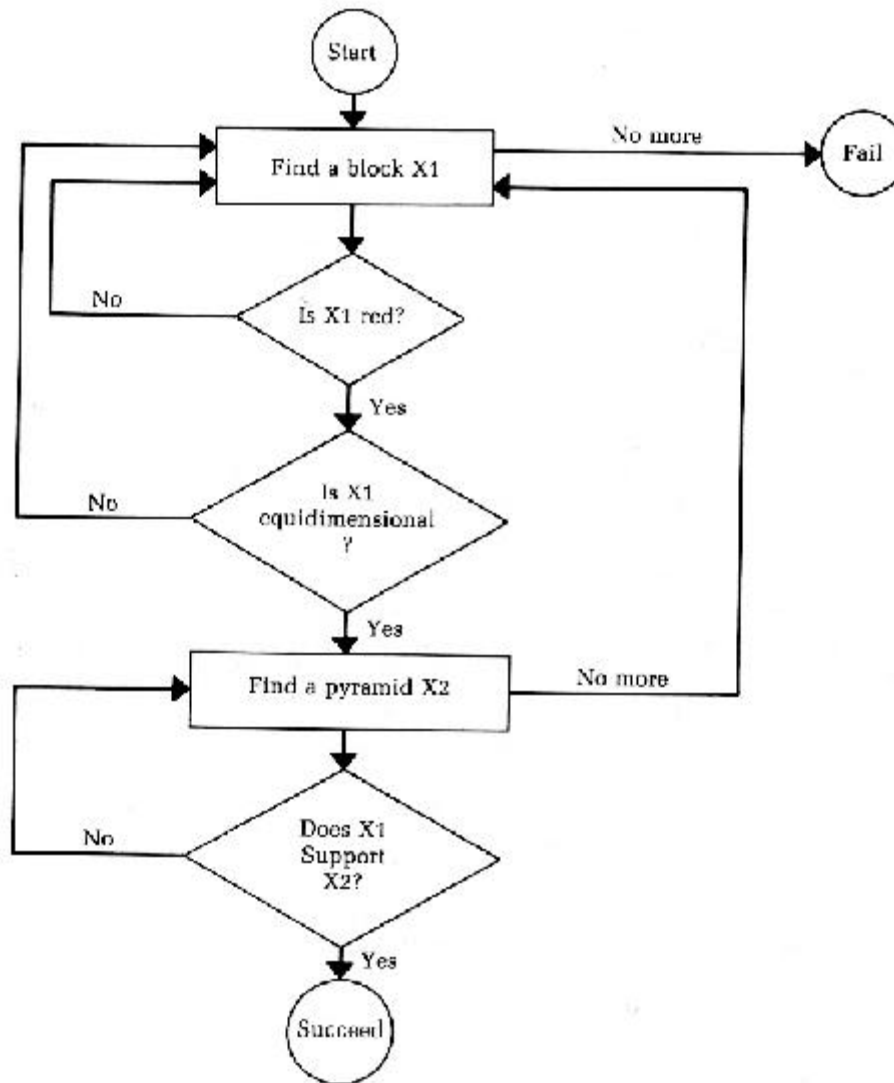 Start
No more
Find a block X1
Fail
No
Is X1 red?
Yes
No
Is X1
equidimensional
?
Yes
Find a pyramid X2
No more
No
Does X1
Support
X2?
Yes
Succeed